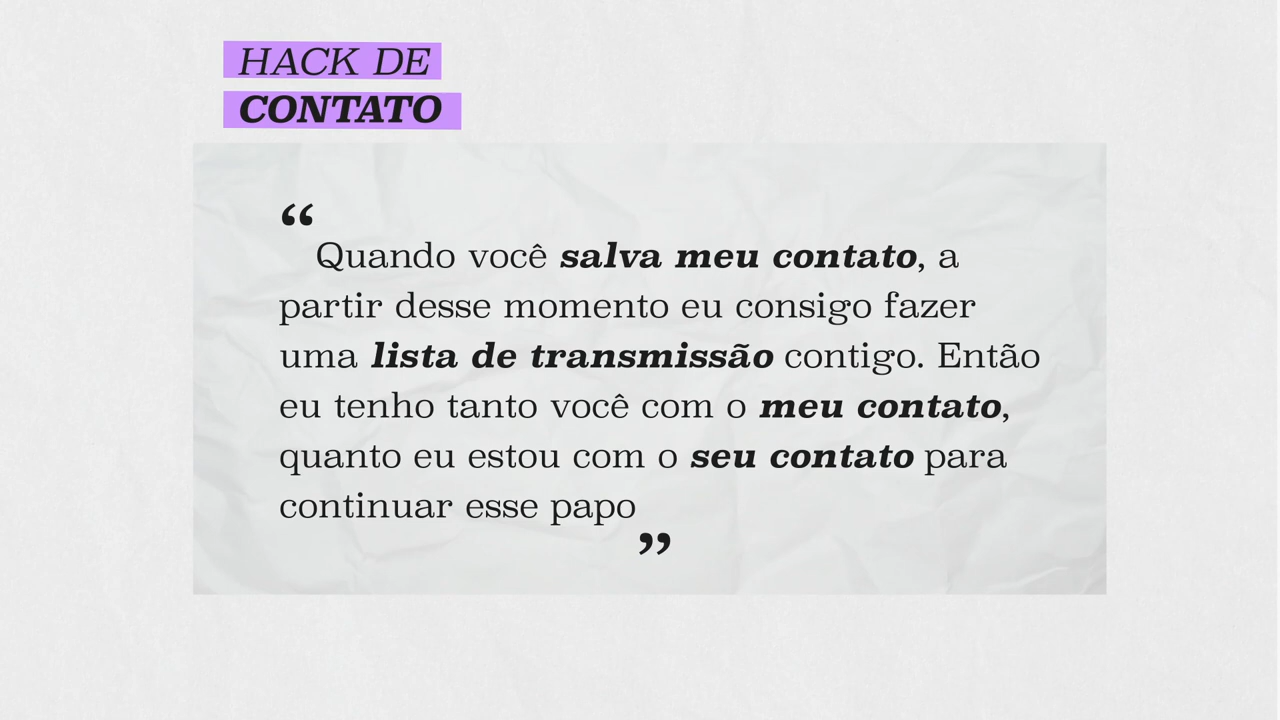 HACK DE
CONTATO
“
Quando você salva meu contato, a
partir desse momento eu consigo fazer
uma lista de transmissão contigo. Então
eu tenho tanto você com o meu contato,
quanto eu estou com o seu contato para
continuar esse papo
”